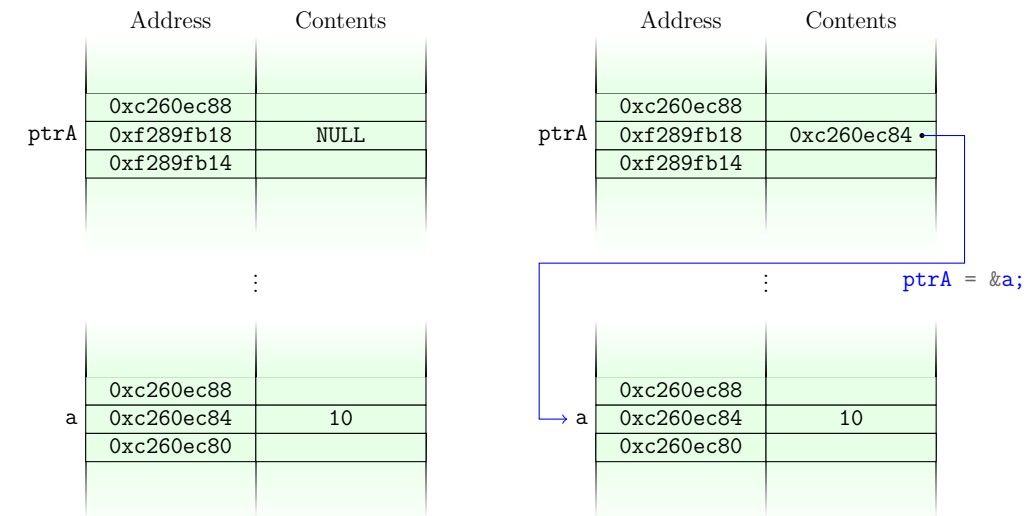 Address Contents Address Contents
0xc260ec88 0xc260ec88
ptrA 0xf289fb18 NULL ptrA 0xf289fb18 0xc260ec84
0xf289fb14 0xf289fb14
⋮ ⋮
ptrA = &a;
0xc260ec88 0xc260ec88
a 0xc260ec84 10 a 0xc260ec84 10
0xc260ec80 0xc260ec80